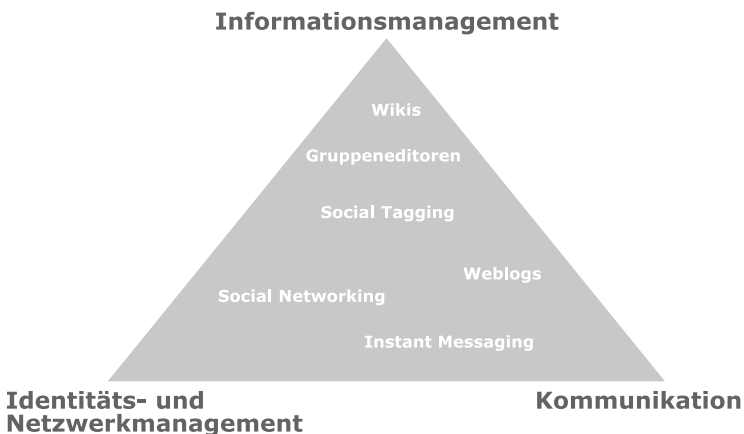 Informationsmanagement
Wikis
Gruppeneditoren
Social Tagging
Weblogs
Social Networking
Instant Messaging
Identitäts- und
Netzwerkmanagement
Kommunikation